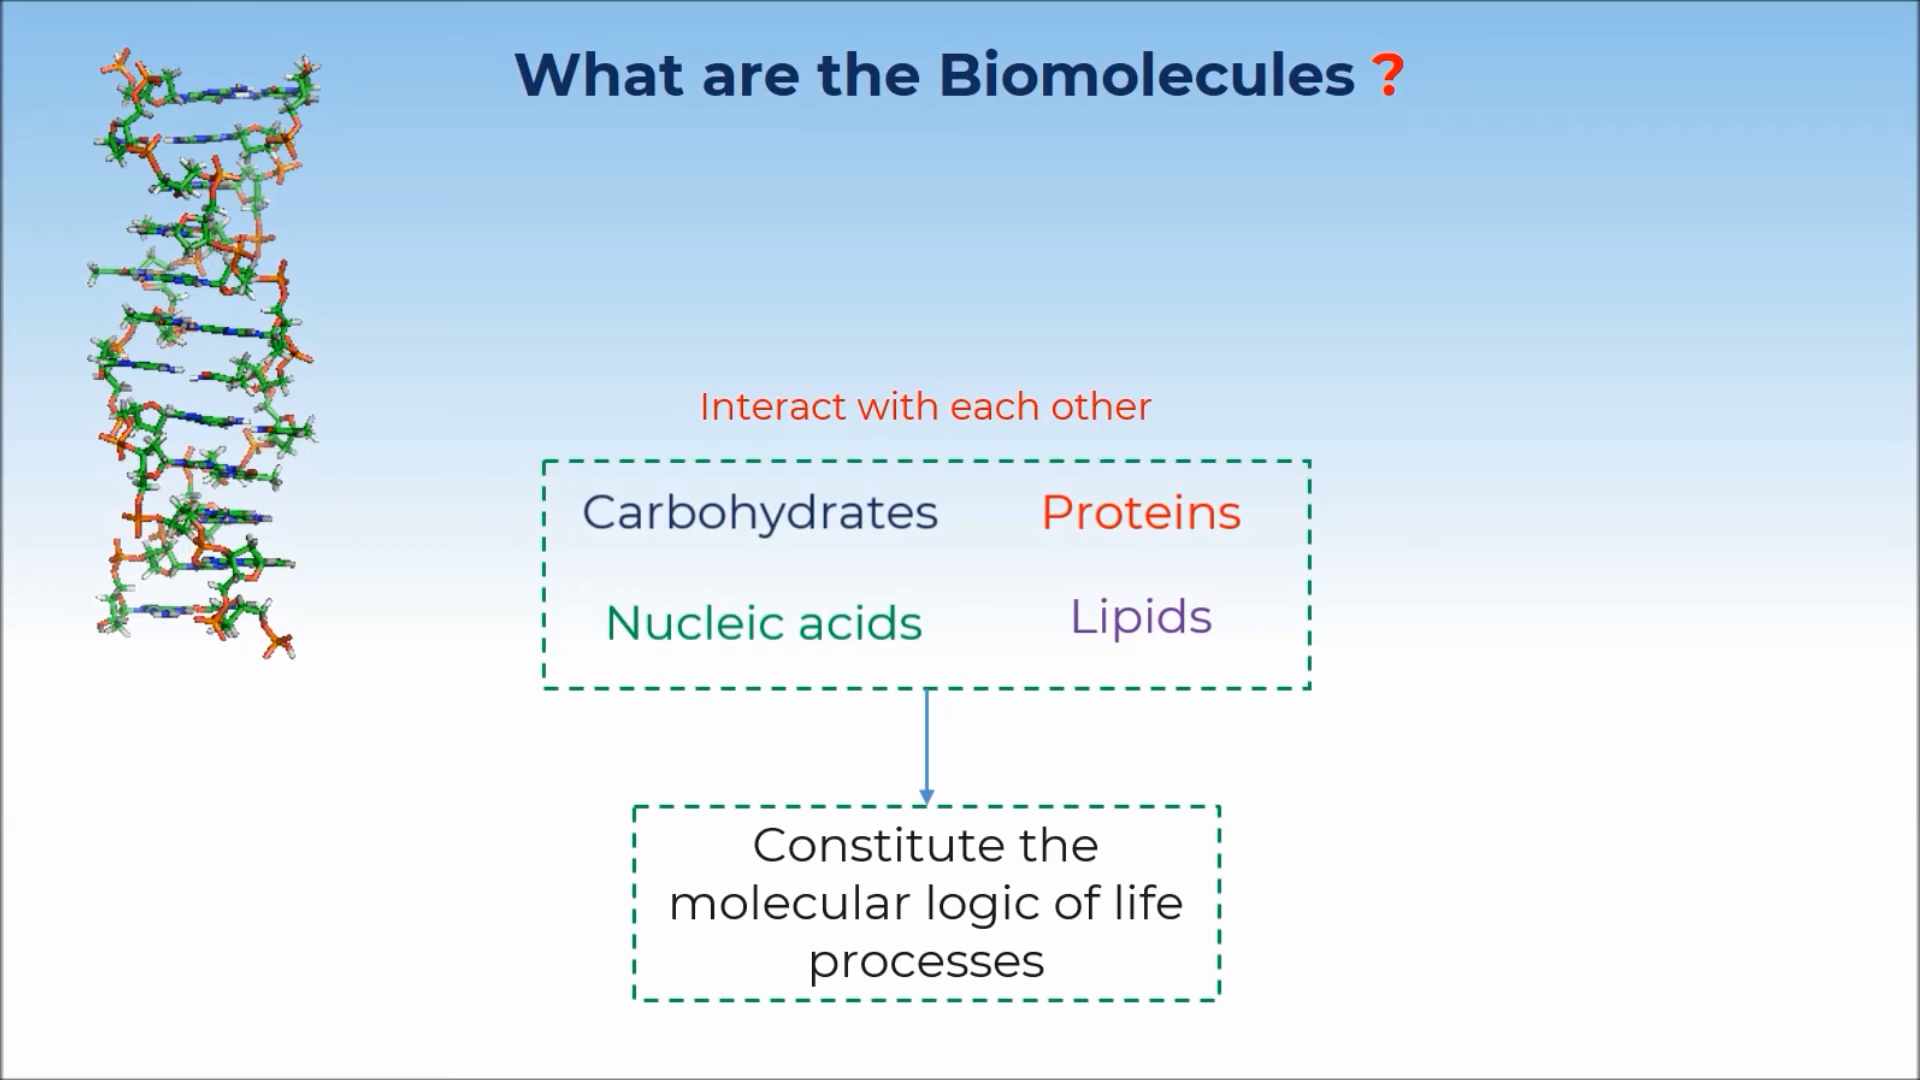 What are the Biomolecules ?
Interact with each other
Carbohydrates Proteins
Nucleic acids Lipids
Constitute the
molecular logic of life
processes